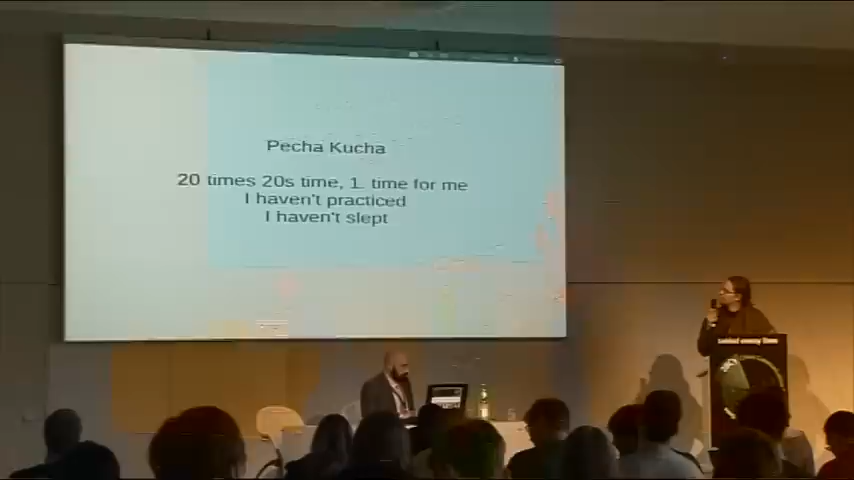 Pecha Kucha
20 times 20s time, 1 time for me
I haven't practiced
I haven't slept